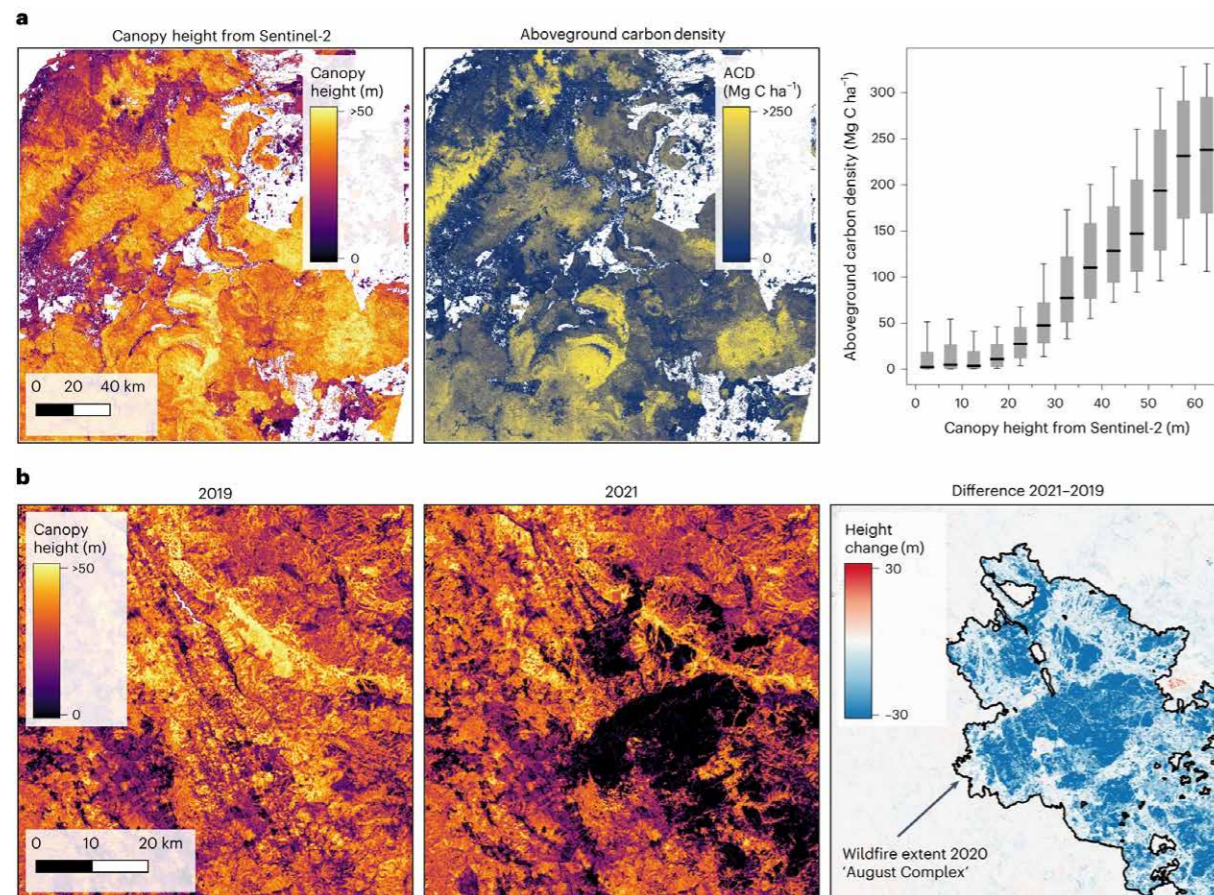 a
Canopy height from Sentinel-2
Canopy
height (m)
>50
0
0 20 40 km
Aboveground carbon density
ACD
(Mg C ha⁻¹)
>250
0
Aboveground carbon density (Mg C ha⁻¹)
300
250
200
150
100
50
0
0 10 20 30 40 50 60
Canopy height from Sentinel-2 (m)
b
2019
Canopy
height (m)
>50
0
0 10 20 km
2021
Difference 2021–2019
Height
change (m)
30
–30
Wildfire extent 2020
‘August Complex’